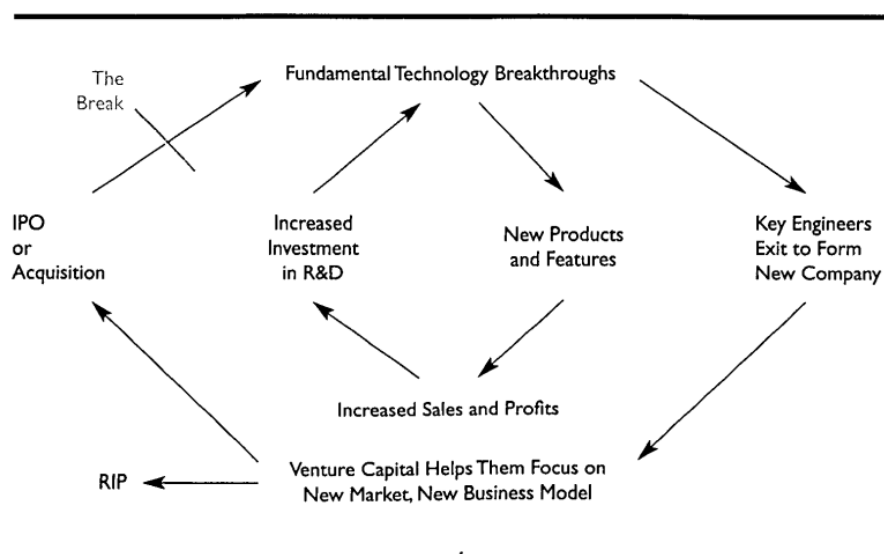 The
Break
Fundamental Technology Breakthroughs
IPO
or
Acquisition
Increased
Investment
in R&D
New Products
and Features
Key Engineers
Exit to Form
New Company
Increased Sales and Profits
RIP
Venture Capital Helps Them Focus on
New Market, New Business Model